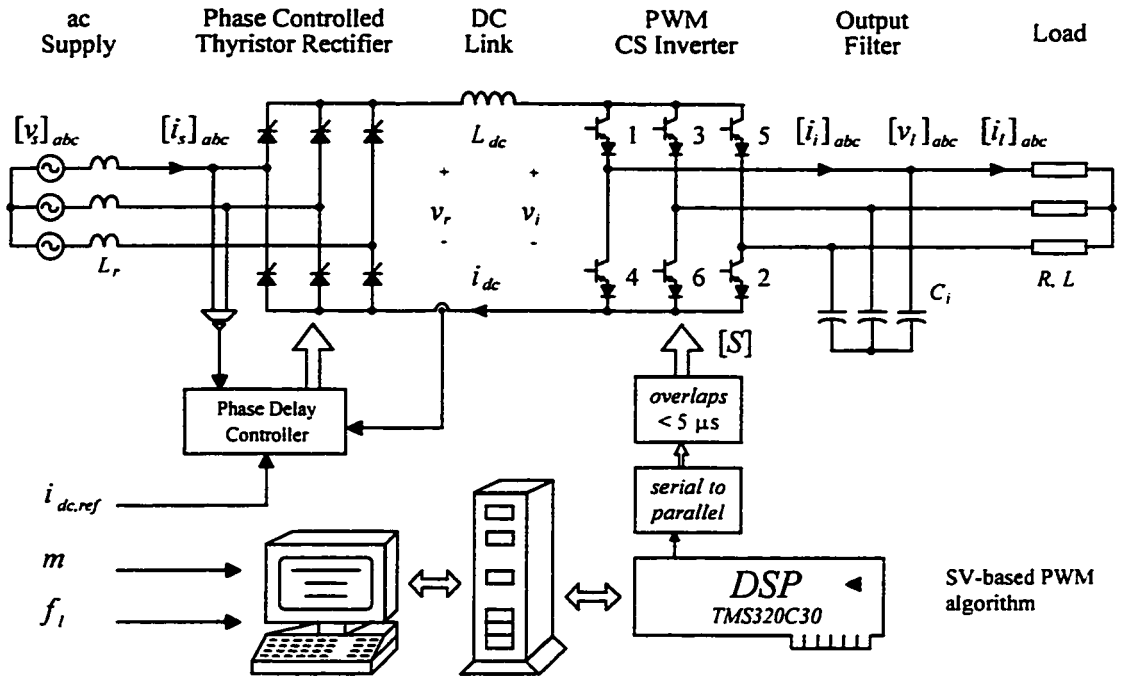 ac
Supply
Phase Controlled
Thyristor Rectifier
DC
Link
PWM
CS Inverter
Output
Filter
Load
[v_s]_abc
[i_s]_abc
L_dc
1
3
5
[i_i]_abc
[v_l]_abc
[i_l]_abc
+
+
v_r
v_i
-
-
L_r
i_dc
4
6
2
R, L
C_i
[S]
Phase Delay
Controller
overlaps
< 5 μs
i_dc,ref
serial to
parallel
m
f_l
DSP
TMS320C30
SV-based PWM
algorithm